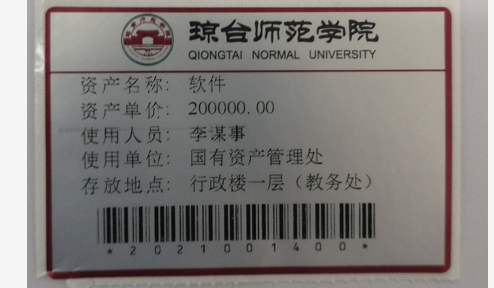 琼台师范学院
QIONGTAI NORMAL UNIVERSITY
资产名称: 软件
资产单价: 200000.00
使用人员: 李谋事
使用单位: 国有资产管理处
存放地点: 行政楼一层（教务处）
*2021001400*